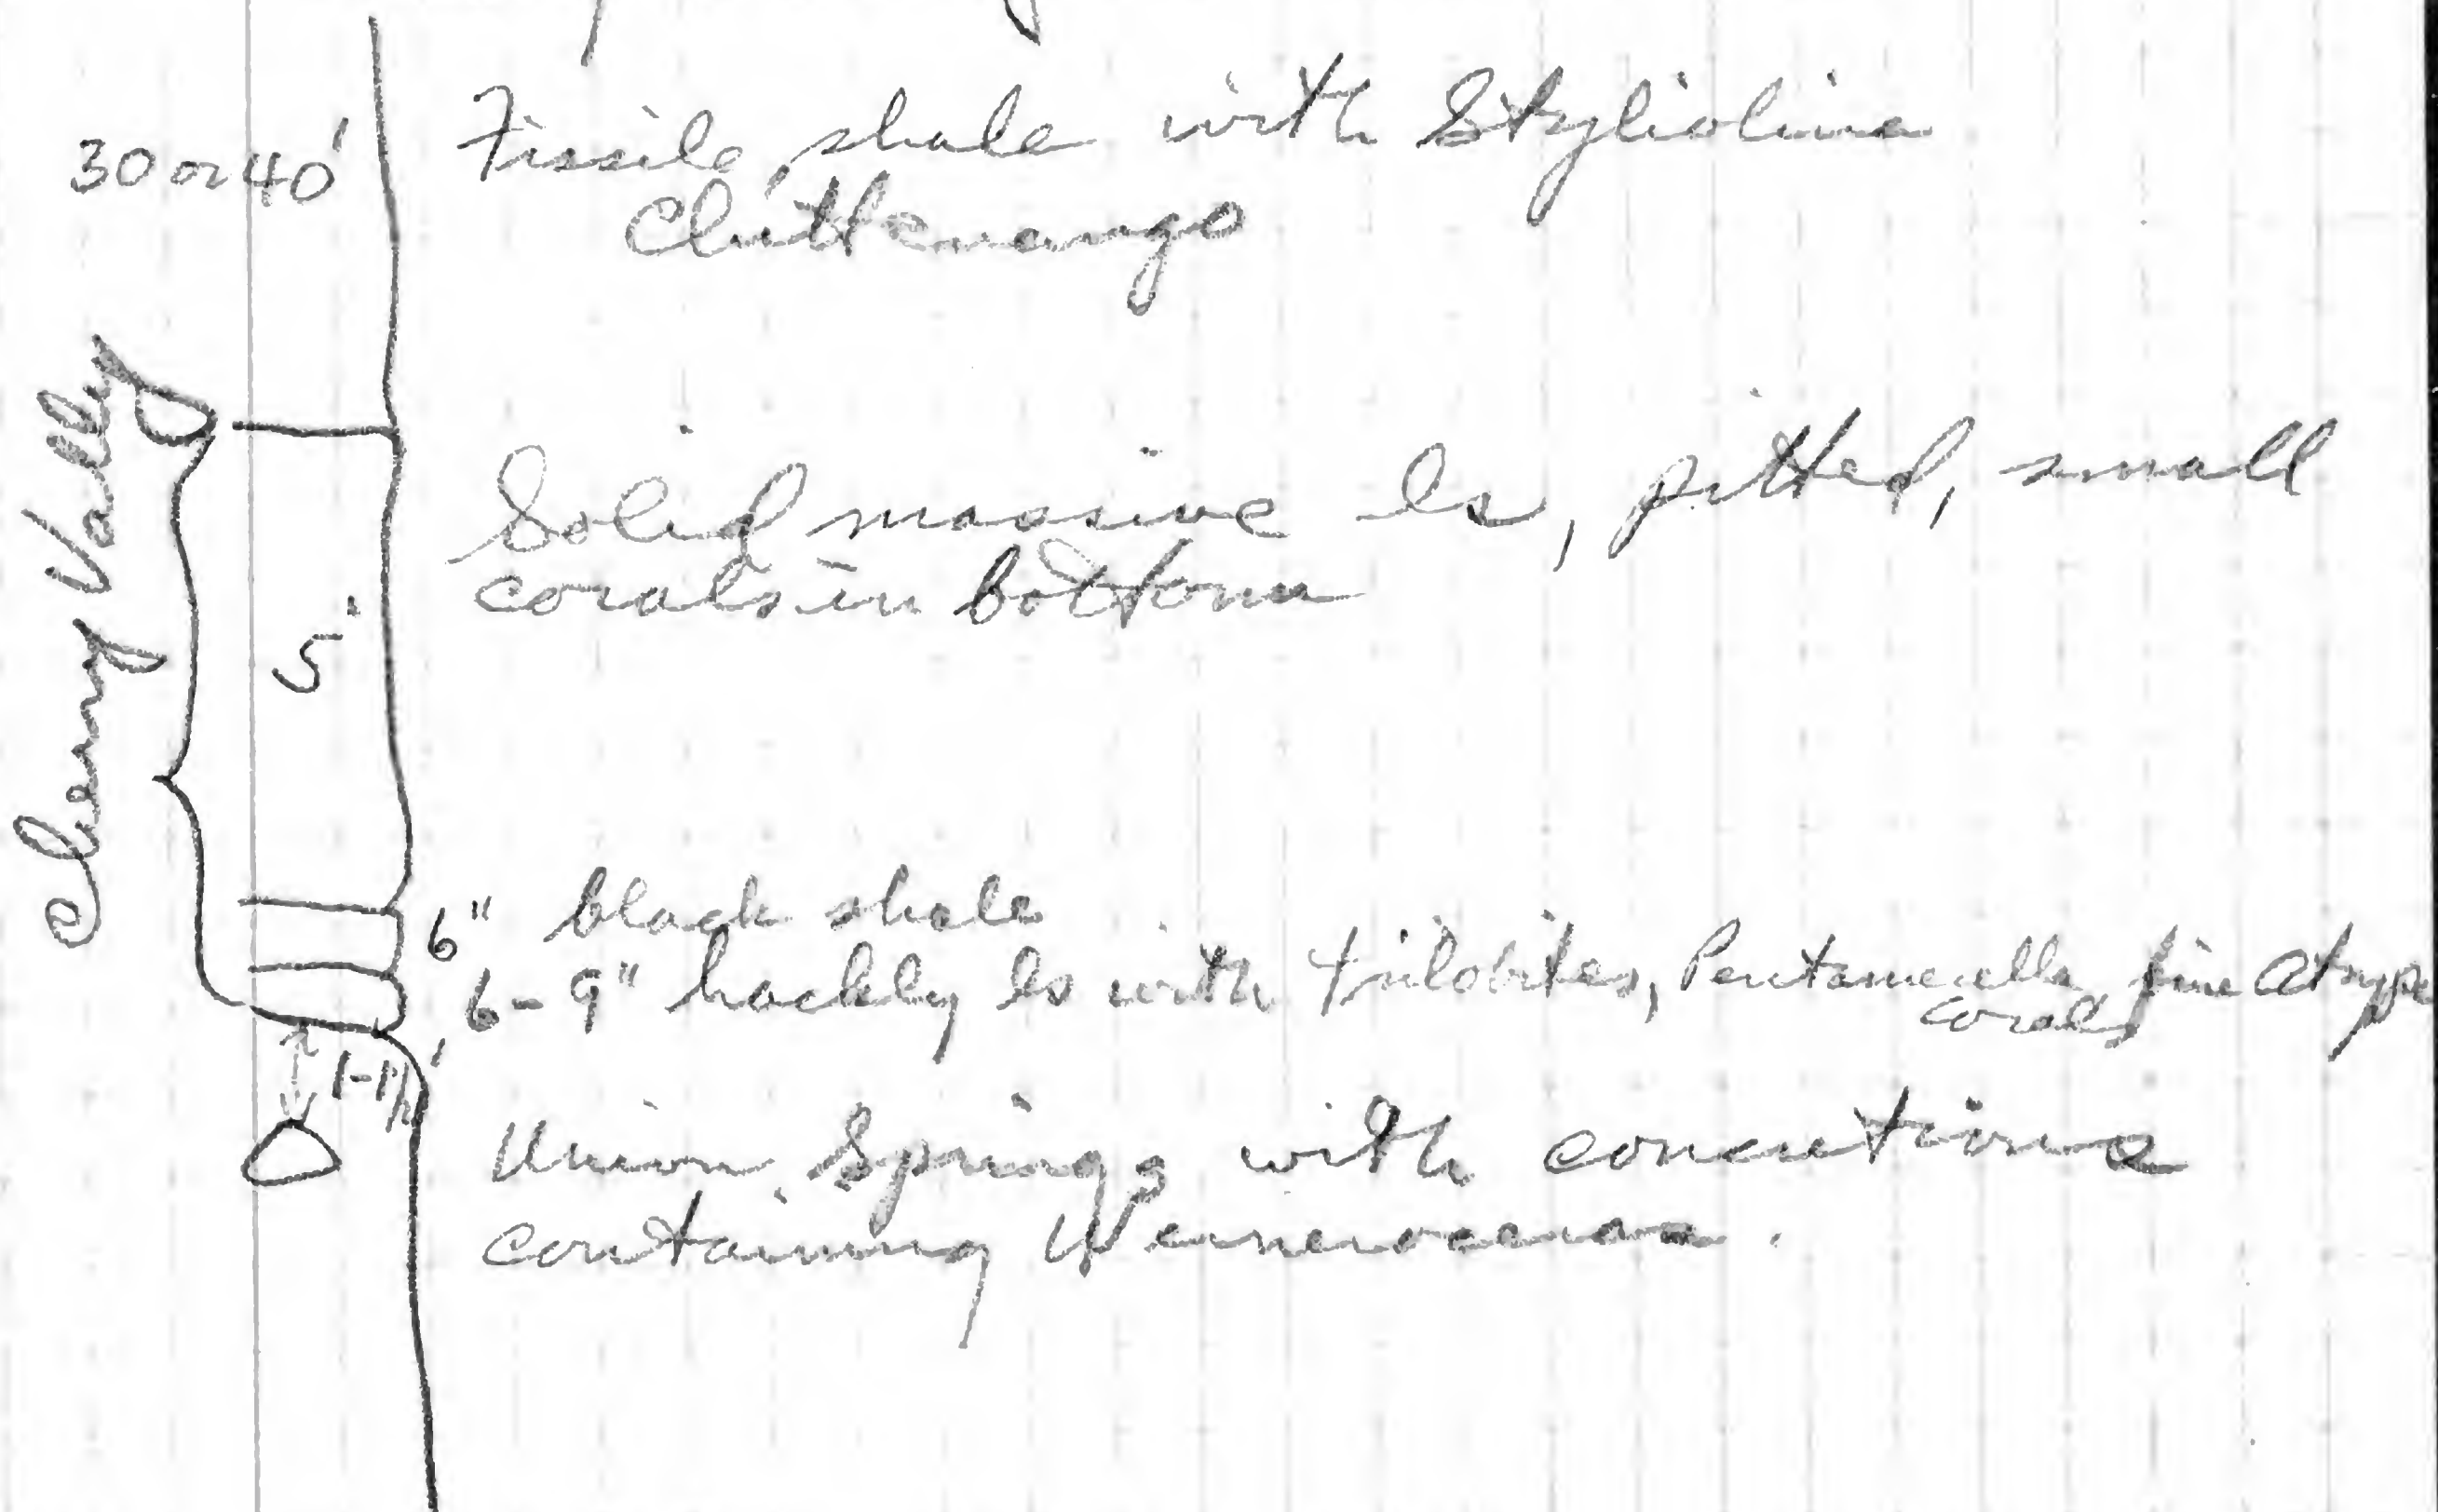 30 or 40' Fissile shale with Styliolina
Chittenango
Cherry Vally
Solid massive ls, pitted, small
corals in bottom
5'
6" black shale
6-9" hackly ls with trilobites, Pentamerella, fine Atrypa
corals
1-1½'
Union Springs with concretions
containing Werneroceras.